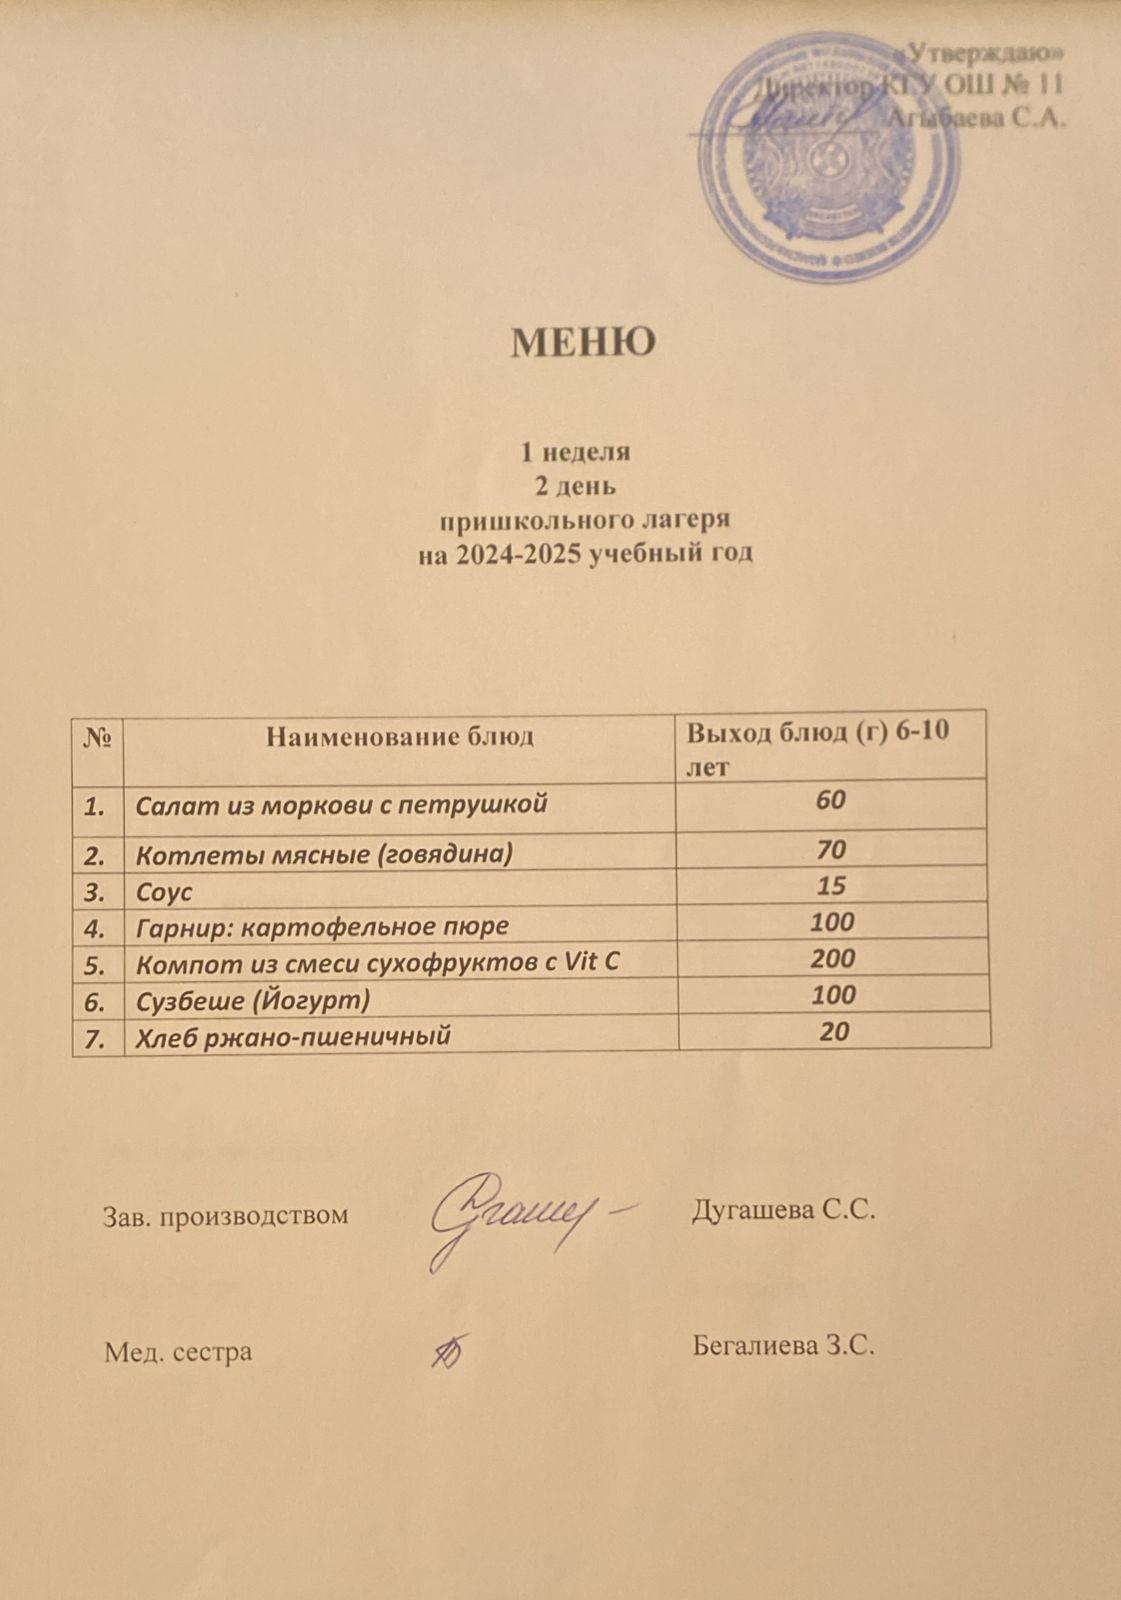 «Утверждаю»
Директор КГУ ОШ № 11
Агыбаева С.А.
МЕНЮ
1 неделя
2 день
пришкольного лагеря
на 2024-2025 учебный год
№ Наименование блюд Выход блюд (г) 6-10
лет
1. Салат из моркови с петрушкой 60
2. Котлеты мясные (говядина) 70
3. Соус 15
4. Гарнир: картофельное пюре 100
5. Компот из смеси сухофруктов с Vit C 200
6. Сузбеше (Йогурт) 100
7. Хлеб ржано-пшеничный 20
Зав. производством Дугашева С.С.
Мед. сестра Бегалиева З.С.